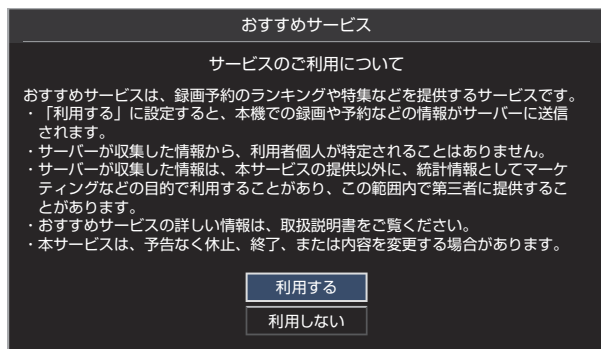 おすすめサービス
サービスのご利用について
おすすめサービスは、録画予約のランキングや特集などを提供するサービスです。
・「利用する」に設定すると、本機での録画や予約などの情報がサーバーに送信
されます。
・サーバーが収集した情報から、利用者個人が特定されることはありません。
・サーバーが収集した情報は、本サービスの提供以外に、統計情報としてマーケ
ティングなどの目的で利用することがあり、この範囲内で第三者に提供するこ
とがあります。
・おすすめサービスの詳しい情報は、取扱説明書をご覧ください。
・本サービスは、予告なく休止、終了、または内容を変更する場合があります。
利用する
利用しない